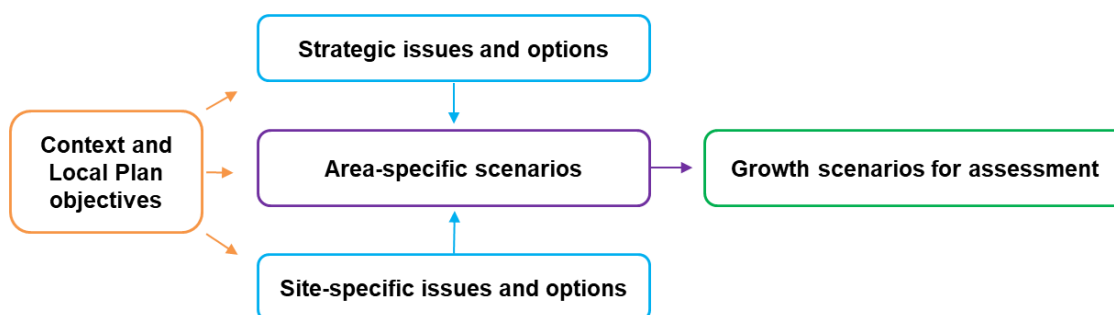 Strategic issues and options
Context and
Local Plan
objectives
Area-specific scenarios
Growth scenarios for assessment
Site-specific issues and options